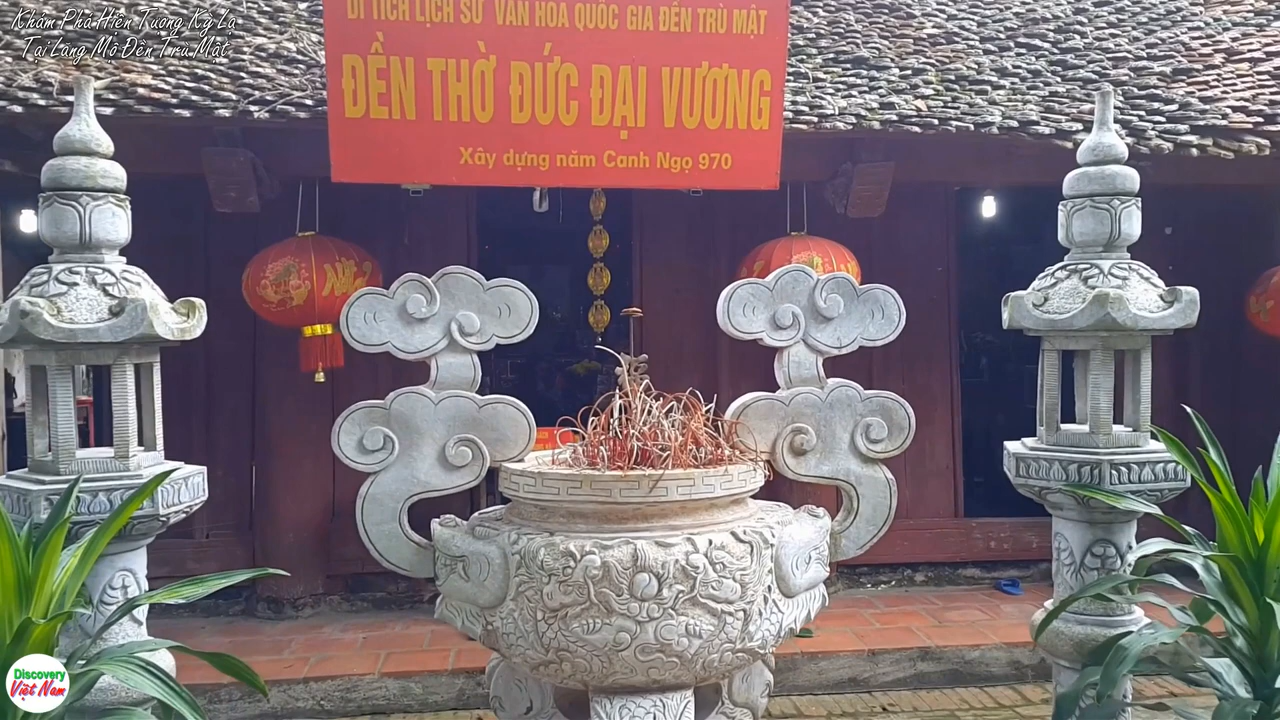 Khám Phá Hiện Tượng Kỳ Lạ
Tại Lăng Mộ Đền Trù Mật
DI TÍCH LỊCH SỬ VĂN HÓA QUỐC GIA ĐỀN TRÙ MẬT
ĐỀN THỜ ĐỨC ĐẠI VƯƠNG
Xây dựng năm Canh Ngọ 970
Discovery
Việt Nam